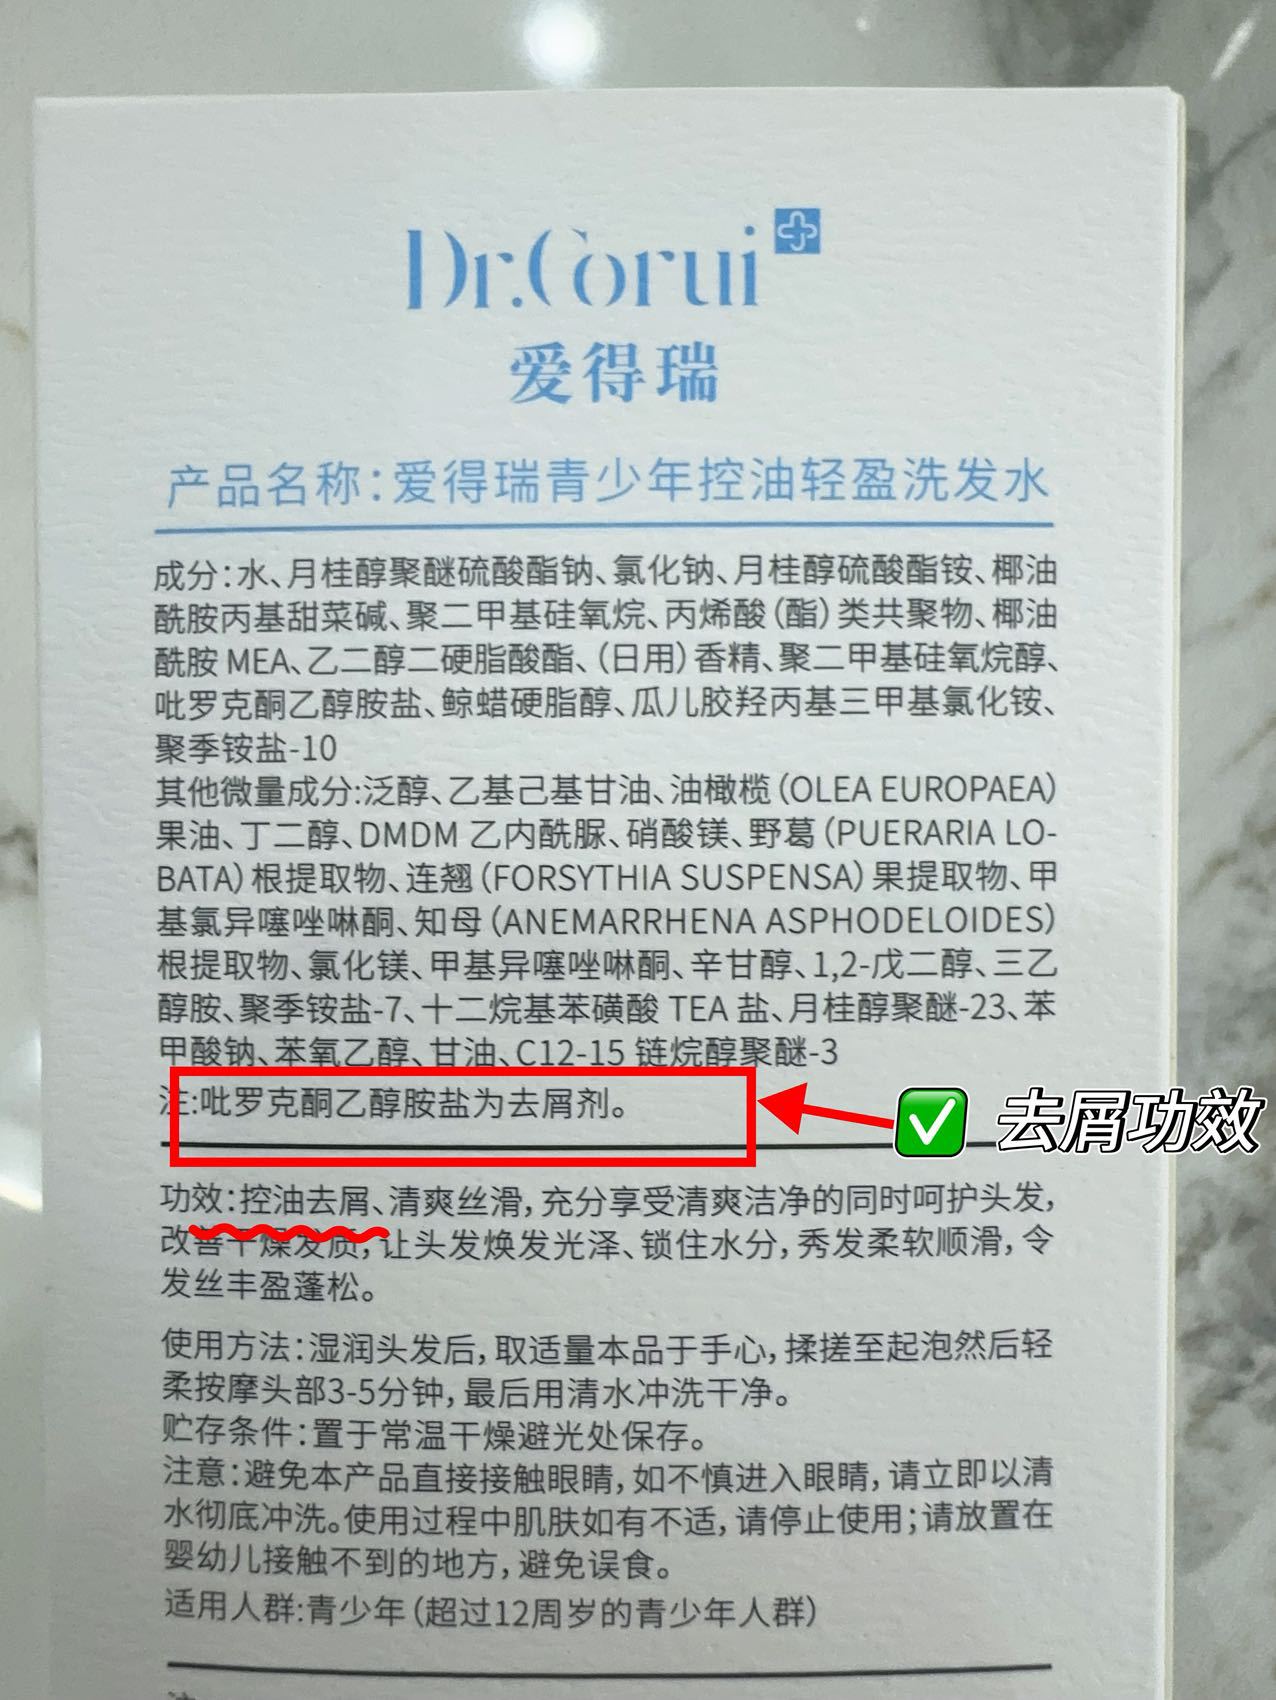 Dr.Corui
爱得瑞
产品名称：爱得瑞青少年控油轻盈洗发水
成分：水、月桂醇聚醚硫酸酯钠、氯化钠、月桂醇硫酸酯铵、椰油
酰胺丙基甜菜碱、聚二甲基硅氧烷、丙烯酸（酯）类共聚物、椰油
酰胺 MEA、乙二醇二硬脂酸酯、（日用）香精、聚二甲基硅氧烷醇、
吡罗克酮乙醇胺盐、鲸蜡硬脂醇、瓜儿胶羟丙基三甲基氯化铵、
聚季铵盐-10
其他微量成分:泛醇、乙基己基甘油、油橄榄（OLEA EUROPAEA）
果油、丁二醇、DMDM 乙内酰脲、硝酸镁、野葛（PUERARIA LO-
BATA）根提取物、连翘（FORSYTHIA SUSPENSA）果提取物、甲
基氯异噻唑啉酮、知母（ANEMARRHENA ASPHODELOIDES）
根提取物、氯化镁、甲基异噻唑啉酮、辛甘醇、1,2-戊二醇、三乙
醇胺、聚季铵盐-7、十二烷基苯磺酸 TEA 盐、月桂醇聚醚-23、苯
甲酸钠、苯氧乙醇、甘油、C12-15 链烷醇聚醚-3
注:吡罗克酮乙醇胺盐为去屑剂。
去屑功效
功效：控油去屑、清爽丝滑，充分享受清爽洁净的同时呵护头发，
改善干燥发质，让头发焕发光泽、锁住水分，秀发柔软顺滑，令
发丝丰盈蓬松。
使用方法：湿润头发后，取适量本品于手心，揉搓至起泡然后轻
柔按摩头部3-5分钟，最后用清水冲洗干净。
贮存条件：置于常温干燥避光处保存。
注意：避免本产品直接接触眼睛，如不慎进入眼睛，请立即以清
水彻底冲洗。使用过程中肌肤如有不适，请停止使用；请放置在
婴幼儿接触不到的地方，避免误食。
适用人群:青少年（超过12周岁的青少年人群）